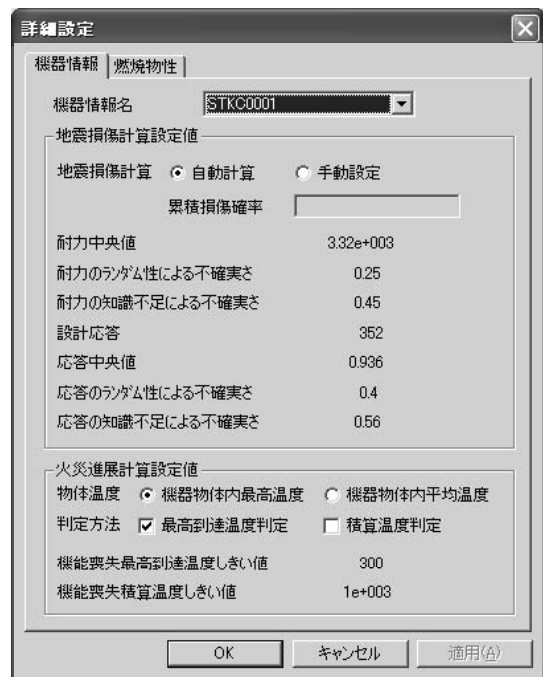 詳細設定
機器情報 燃焼物性
機器情報名 STKC0001
地震損傷計算設定値
地震損傷計算 自動計算 手動設定
累積損傷確率
耐力中央値 3.32e+003
耐力のランダム性による不確実さ 0.25
耐力の知識不足による不確実さ 0.45
設計応答 352
応答中央値 0.936
応答のランダム性による不確実さ 0.4
応答の知識不足による不確実さ 0.56
火災進展計算設定値
物体温度 機器物体内最高温度 機器物体内平均温度
判定方法 最高到達温度判定 積算温度判定
機能喪失最高到達温度しきい値 300
機能喪失積算温度しきい値 1e+003
OK キャンセル 適用(A)